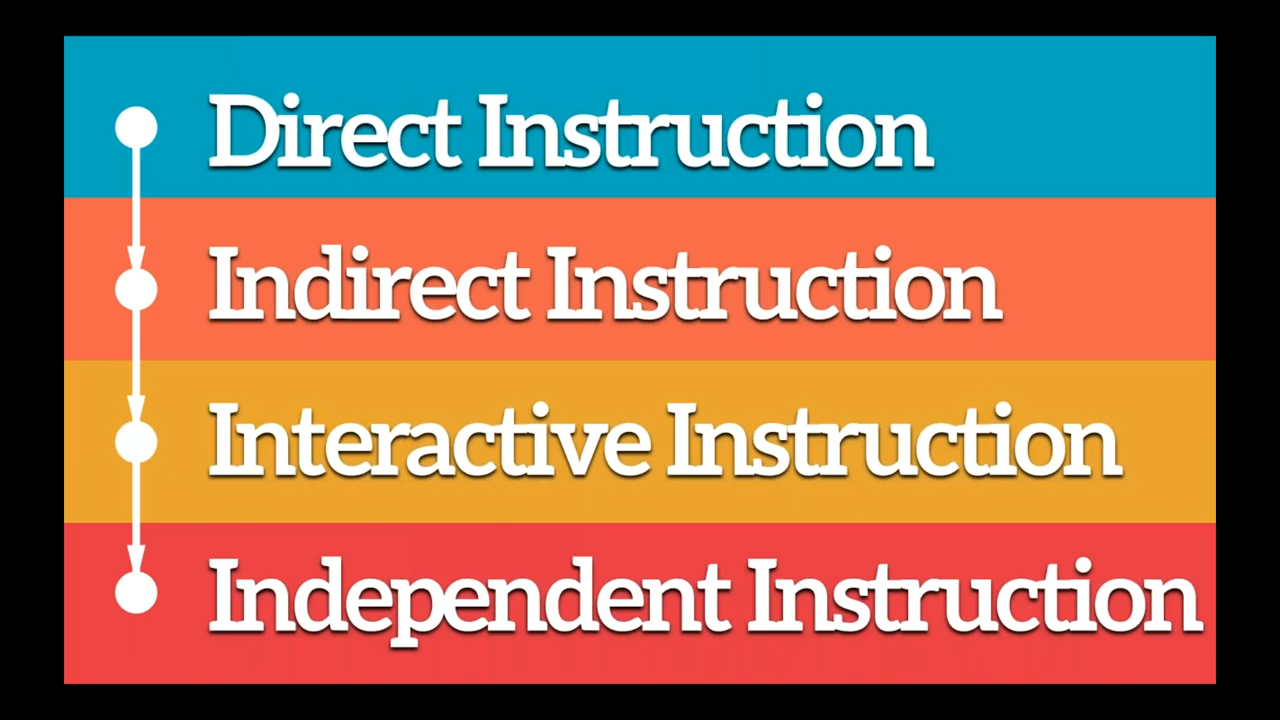 Direct Instruction
Indirect Instruction
Interactive Instruction
Independent Instruction